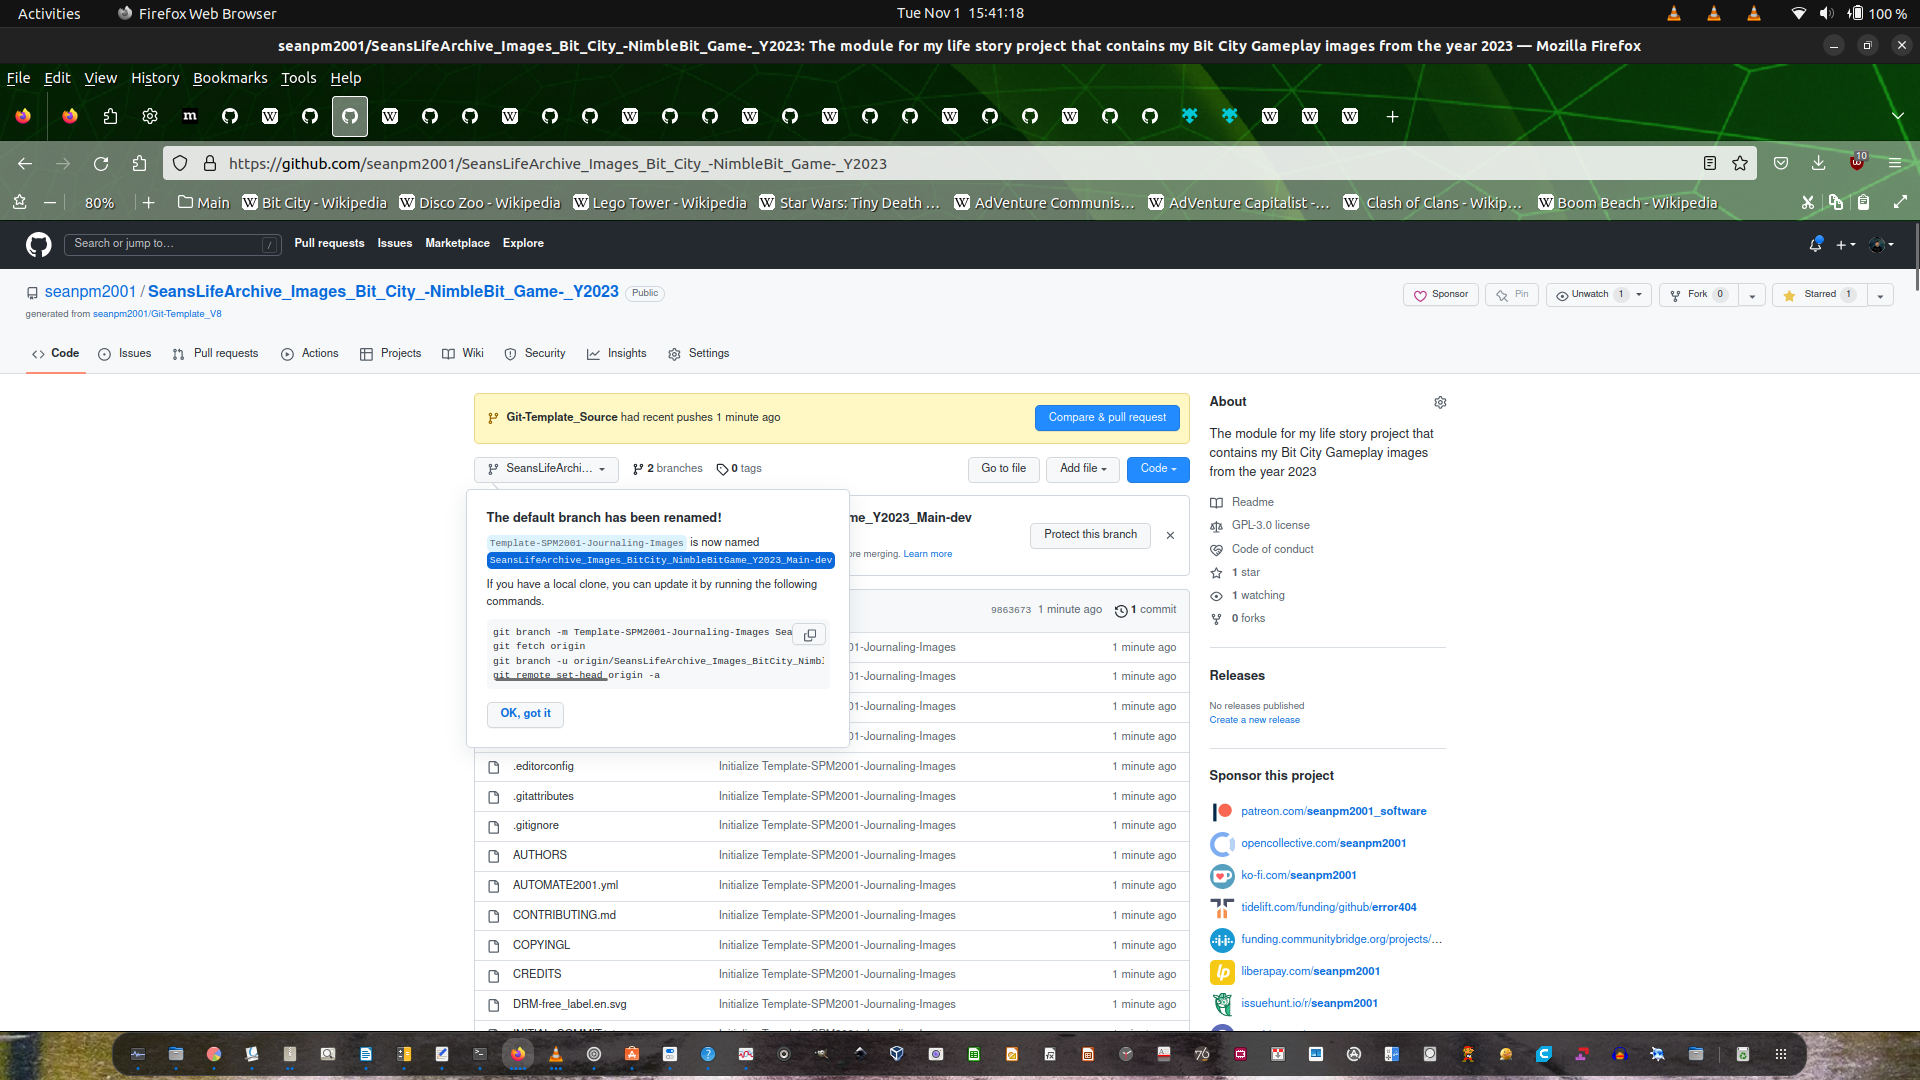 Activities Firefox Web Browser Tue Nov 1 15:41:18 100 %
seanpm2001/SeansLifeArchive_Images_Bit_City_-NimbleBit_Game-_Y2023: The module for my life story project that contains my Bit City Gameplay images from the year 2023 — Mozilla Firefox
File Edit View History Bookmarks Tools Help
https://github.com/seanpm2001/SeansLifeArchive_Images_Bit_City_-NimbleBit_Game-_Y2023 10
80% Main Bit City - Wikipedia Disco Zoo - Wikipedia Lego Tower - Wikipedia Star Wars: Tiny Death … AdVenture Communis… AdVenture Capitalist -… Clash of Clans - Wikip… Boom Beach - Wikipedia
Search or jump to… / Pull requests Issues Marketplace Explore
seanpm2001 / SeansLifeArchive_Images_Bit_City_-NimbleBit_Game-_Y2023 Public Sponsor Pin Unwatch 1 Fork 0 Starred 1
generated from seanpm2001/Git-Template_V8
Code Issues Pull requests Actions Projects Wiki Security Insights Settings
Git-Template_Source had recent pushes 1 minute ago Compare & pull request
SeansLifeArchi… 2 branches 0 tags Go to file Add file Code
The default branch has been renamed!
Template-SPM2001-Journaling-Images is now named
SeansLifeArchive_Images_BitCity_NimbleBitGame_Y2023_Main-dev
If you have a local clone, you can update it by running the following
commands.
git branch -m Template-SPM2001-Journaling-Images Sea
git fetch origin
git branch -u origin/SeansLifeArchive_Images_BitCity_Nimbl
git remote set-head origin -a
OK, got it
me_Y2023_Main-dev Protect this branch
ore merging. Learn more
9863673 1 minute ago 1 commit
01-Journaling-Images 1 minute ago
01-Journaling-Images 1 minute ago
01-Journaling-Images 1 minute ago
01-Journaling-Images 1 minute ago
.editorconfig Initialize Template-SPM2001-Journaling-Images 1 minute ago
.gitattributes Initialize Template-SPM2001-Journaling-Images 1 minute ago
.gitignore Initialize Template-SPM2001-Journaling-Images 1 minute ago
AUTHORS Initialize Template-SPM2001-Journaling-Images 1 minute ago
AUTOMATE2001.yml Initialize Template-SPM2001-Journaling-Images 1 minute ago
CONTRIBUTING.md Initialize Template-SPM2001-Journaling-Images 1 minute ago
COPYINGL Initialize Template-SPM2001-Journaling-Images 1 minute ago
CREDITS Initialize Template-SPM2001-Journaling-Images 1 minute ago
DRM-free_label.en.svg Initialize Template-SPM2001-Journaling-Images 1 minute ago
About
The module for my life story project that
contains my Bit City Gameplay images
from the year 2023
Readme
GPL-3.0 license
Code of conduct
1 star
1 watching
0 forks
Releases
No releases published
Create a new release
Sponsor this project
patreon.com/seanpm2001_software
opencollective.com/seanpm2001
ko-fi.com/seanpm2001
tidelift.com/funding/github/error404
funding.communitybridge.org/projects/…
liberapay.com/seanpm2001
issuehunt.io/r/seanpm2001